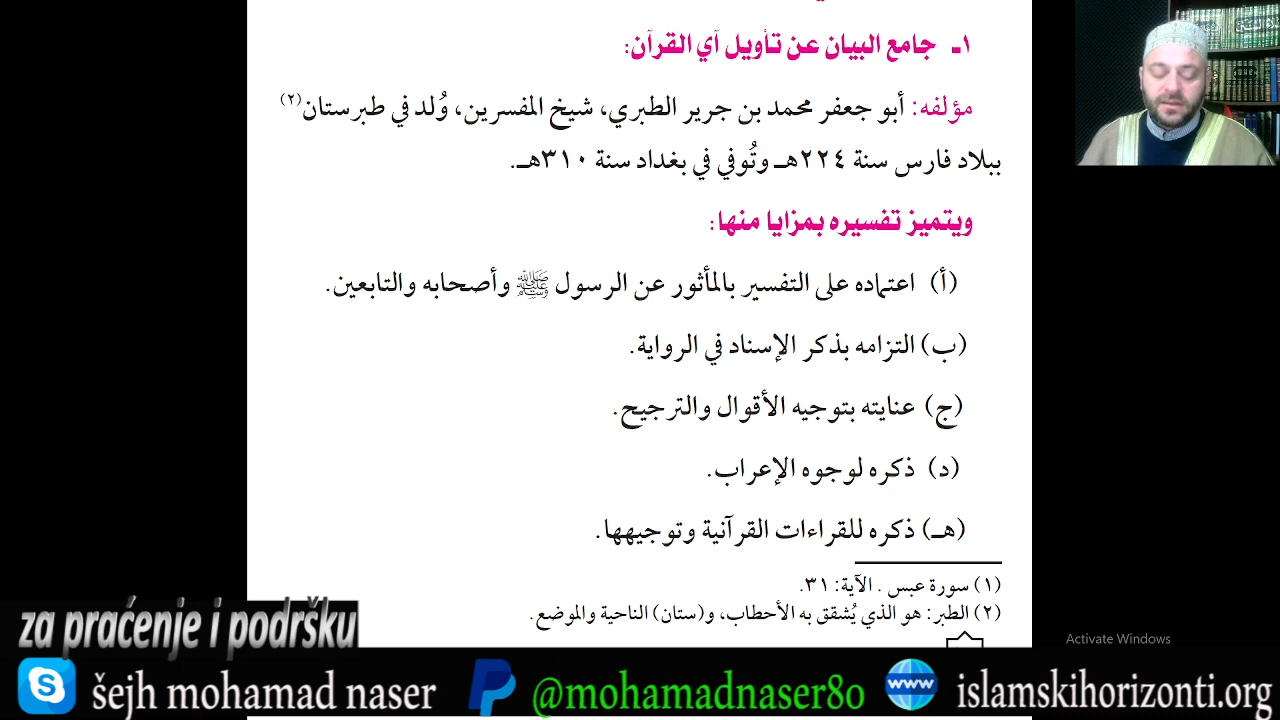 ١ـ جامع البيان عن تأويل آي القرآن:
مؤلفه: أبو جعفر محمد بن جرير الطبري، شيخ المفسرين، وُلد في طبرستان(٢)
ببلاد فارس سنة ٢٢٤هـ وتُوفي في بغداد سنة ٣١٠هـ.
ويتميز تفسيره بمزايا منها:
(أ) اعتماده على التفسير بالمأثور عن الرسول ﷺ وأصحابه والتابعين.
(ب) التزامه بذكر الإسناد في الرواية.
(ج) عنايته بتوجيه الأقوال والترجيح.
(د) ذكره لوجوه الإعراب.
(هـ) ذكره للقراءات القرآنية وتوجيهها.
(١) سورة عبس . الآية: ٣١.
(٢) الطبر: هو الذي يُشقق به الأحطاب، و(ستان) الناحية والموضع.
Activate Windows
za praćenje i podršku
šejh mohamad naser
@mohamadnaser80
www
islamskihorizonti.org